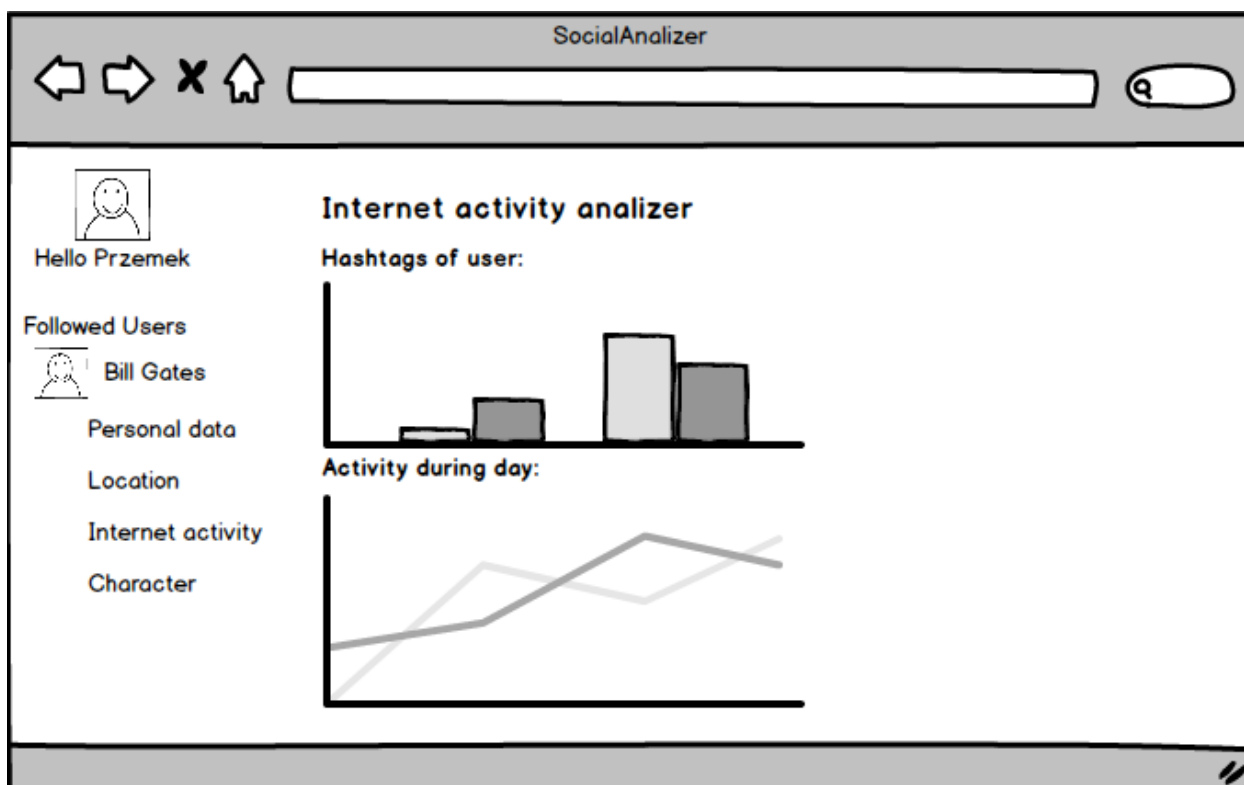 SocialAnalizer
Hello Przemek
Followed Users
Bill Gates
Personal data
Location
Internet activity
Character
Internet activity analizer
Hashtags of user:
Activity during day: